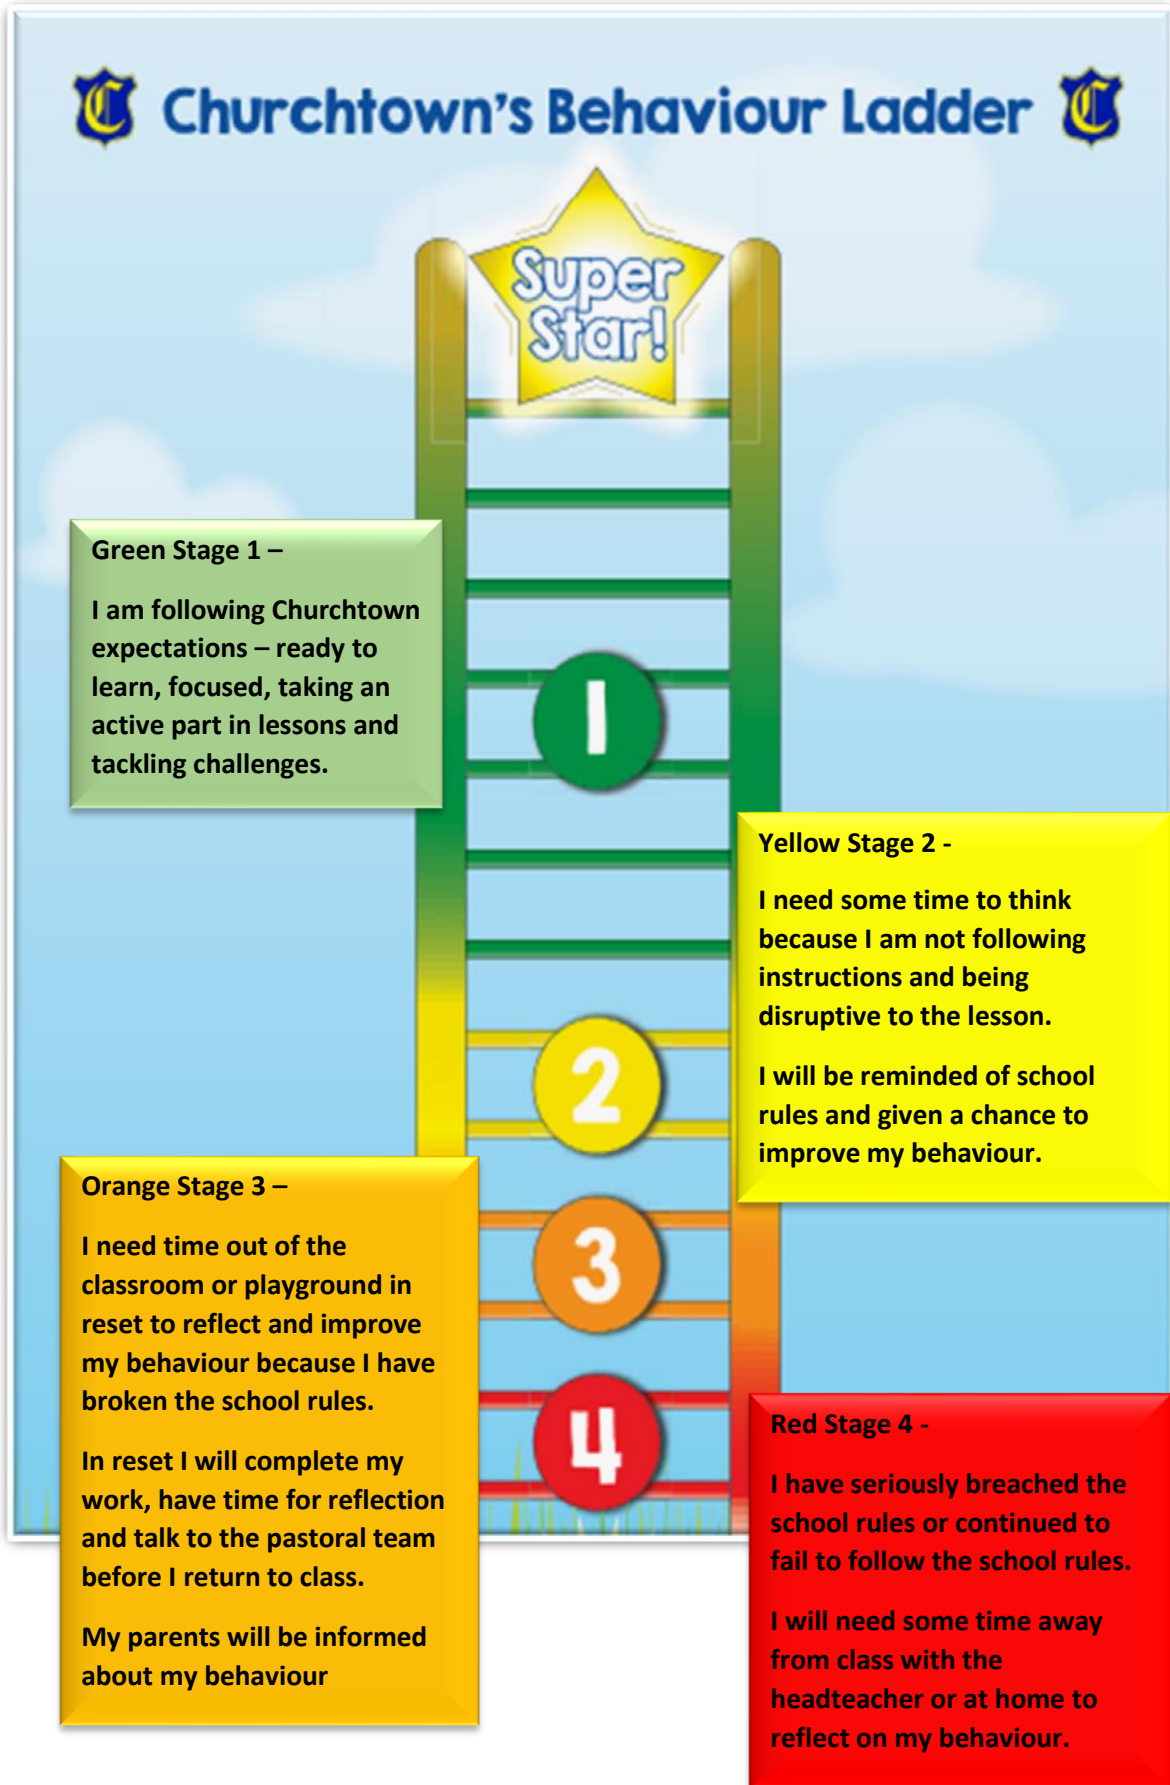 C Churchtown's Behaviour Ladder C
Super
Star!
Green Stage 1 –
I am following Churchtown
expectations – ready to
learn, focused, taking an
active part in lessons and
tackling challenges.
1
Yellow Stage 2 -
I need some time to think
because I am not following
instructions and being
disruptive to the lesson.
I will be reminded of school
rules and given a chance to
improve my behaviour.
2
Orange Stage 3 –
I need time out of the
classroom or playground in
reset to reflect and improve
my behaviour because I have
broken the school rules.
In reset I will complete my
work, have time for reflection
and talk to the pastoral team
before I return to class.
My parents will be informed
about my behaviour
3
4
Red Stage 4 -
I have seriously breached the
school rules or continued to
fail to follow the school rules.
I will need some time away
from class with the
headteacher or at home to
reflect on my behaviour.